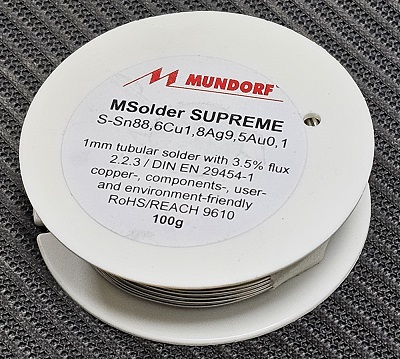 MUNDORF
MSolder SUPREME
S-Sn88,6Cu1,8Ag9,5Au0,1
1mm tubular solder with 3.5% flux
2.2.3 / DIN EN 29454-1
copper-, components-, user-
and environment-friendly
RoHS/REACH 9610
100g